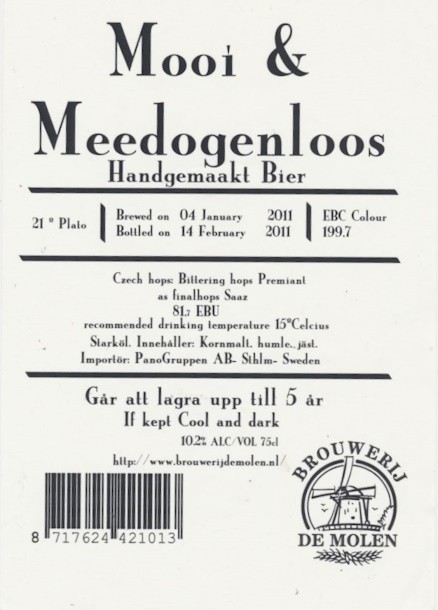 Mooi &
Meedogenloos
Handgemaakt Bier
21 º Plato
Brewed on 04 January 2011
Bottled on 14 February 2011
EBC Colour
199.7
Czech hops: Bittering hops Premiant
as finalhops Saaz
81,7 EBU
recommended drinking temperature 15ºCelcius
Starköl. Innehåller: Kornmalt. humle., jäst.
Importör: PanoGruppen AB- Sthlm- Sweden
Går att lagra upp till 5 år
If kept Cool and dark
10.2% ALC/VOL 75cl
http://www.brouwerijdemolen.nl/
BROUWERIJ
DE MOLEN
8 717624 421013